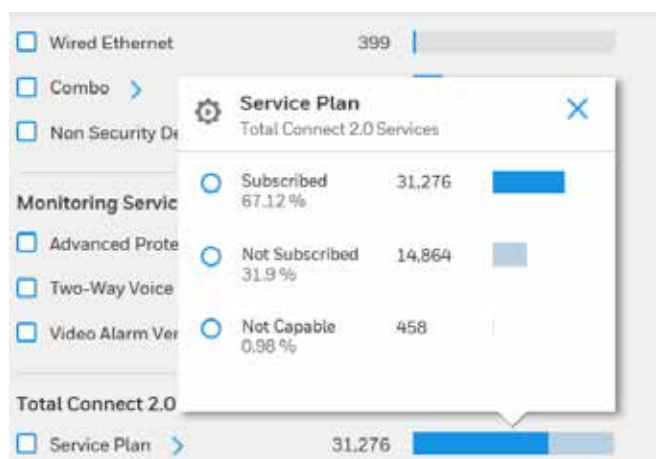 Wired Ethernet 399
Combo
Service Plan
Total Connect 2.0 Services
Non Security De
Subscribed 31,276
67.12 %
Monitoring Servic
Advanced Prote
Not Subscribed 14,864
31.9 %
Two-Way Voice
Video Alarm Ver
Not Capable 458
0.98 %
Total Connect 2.0
Service Plan 31,276